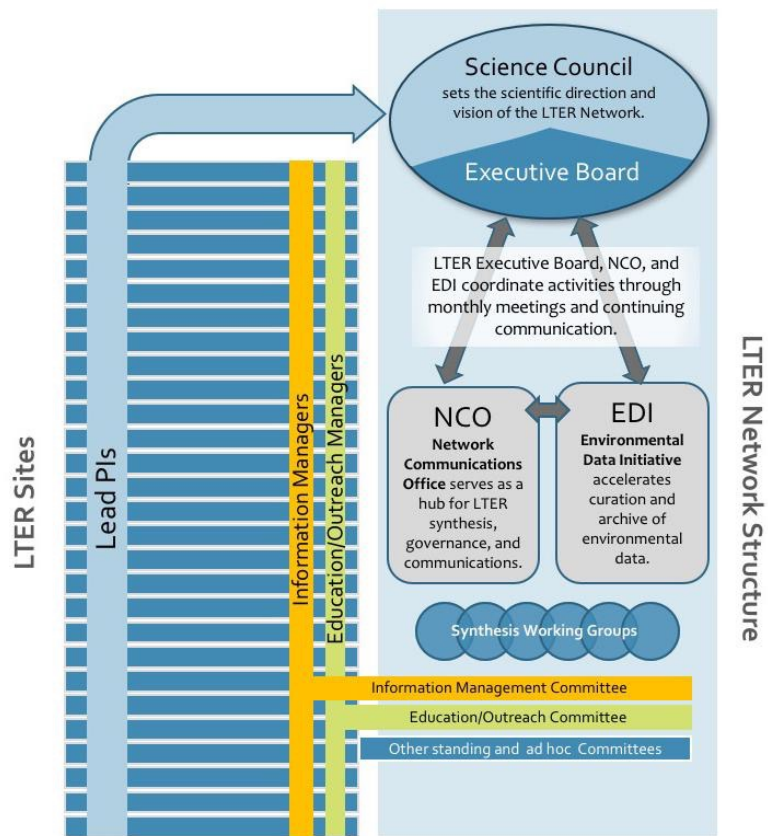 Science Council
sets the scientific direction and
vision of the LTER Network.
Executive Board
LTER Executive Board, NCO, and
EDI coordinate activities through
monthly meetings and continuing
communication.
NCO
Network
Communications
Office serves as a
hub for LTER
synthesis,
governance, and
communications.
EDI
Environmental
Data Initiative
accelerates
curation and
archive of
environmental
data.
Synthesis Working Groups
Information Management Committee
Education/Outreach Committee
Other standing and ad hoc Committees
LTER Sites
Lead PIs
Information Managers
Education/Outreach Managers
LTER Network Structure